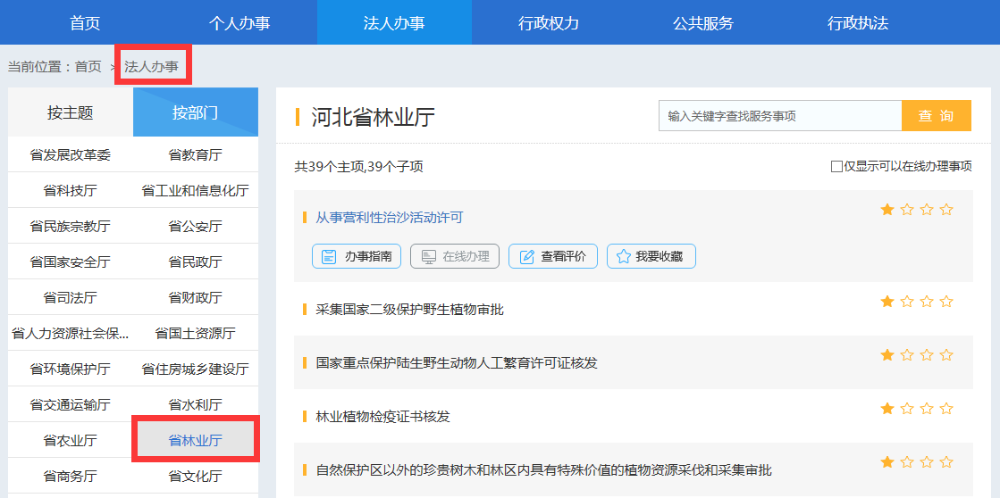 首页 个人办事 法人办事 行政权力 公共服务 行政执法
当前位置：首页 > 法人办事
按主题 按部门
省发展改革委 省教育厅
省科技厅 省工业和信息化厅
省民族宗教厅 省公安厅
省国家安全厅 省民政厅
省司法厅 省财政厅
省人力资源社会保... 省国土资源厅
省环境保护厅 省住房城乡建设厅
省交通运输厅 省水利厅
省农业厅 省林业厅
省商务厅 省文化厅
河北省林业厅
输入关键字查找服务事项 查 询
共39个主项,39个子项
仅显示可以在线办理事项
从事营利性治沙活动许可
办事指南 在线办理 查看评价 我要收藏
采集国家二级保护野生植物审批
国家重点保护陆生野生动物人工繁育许可证核发
林业植物检疫证书核发
自然保护区以外的珍贵树木和林区内具有特殊价值的植物资源采伐和采集审批